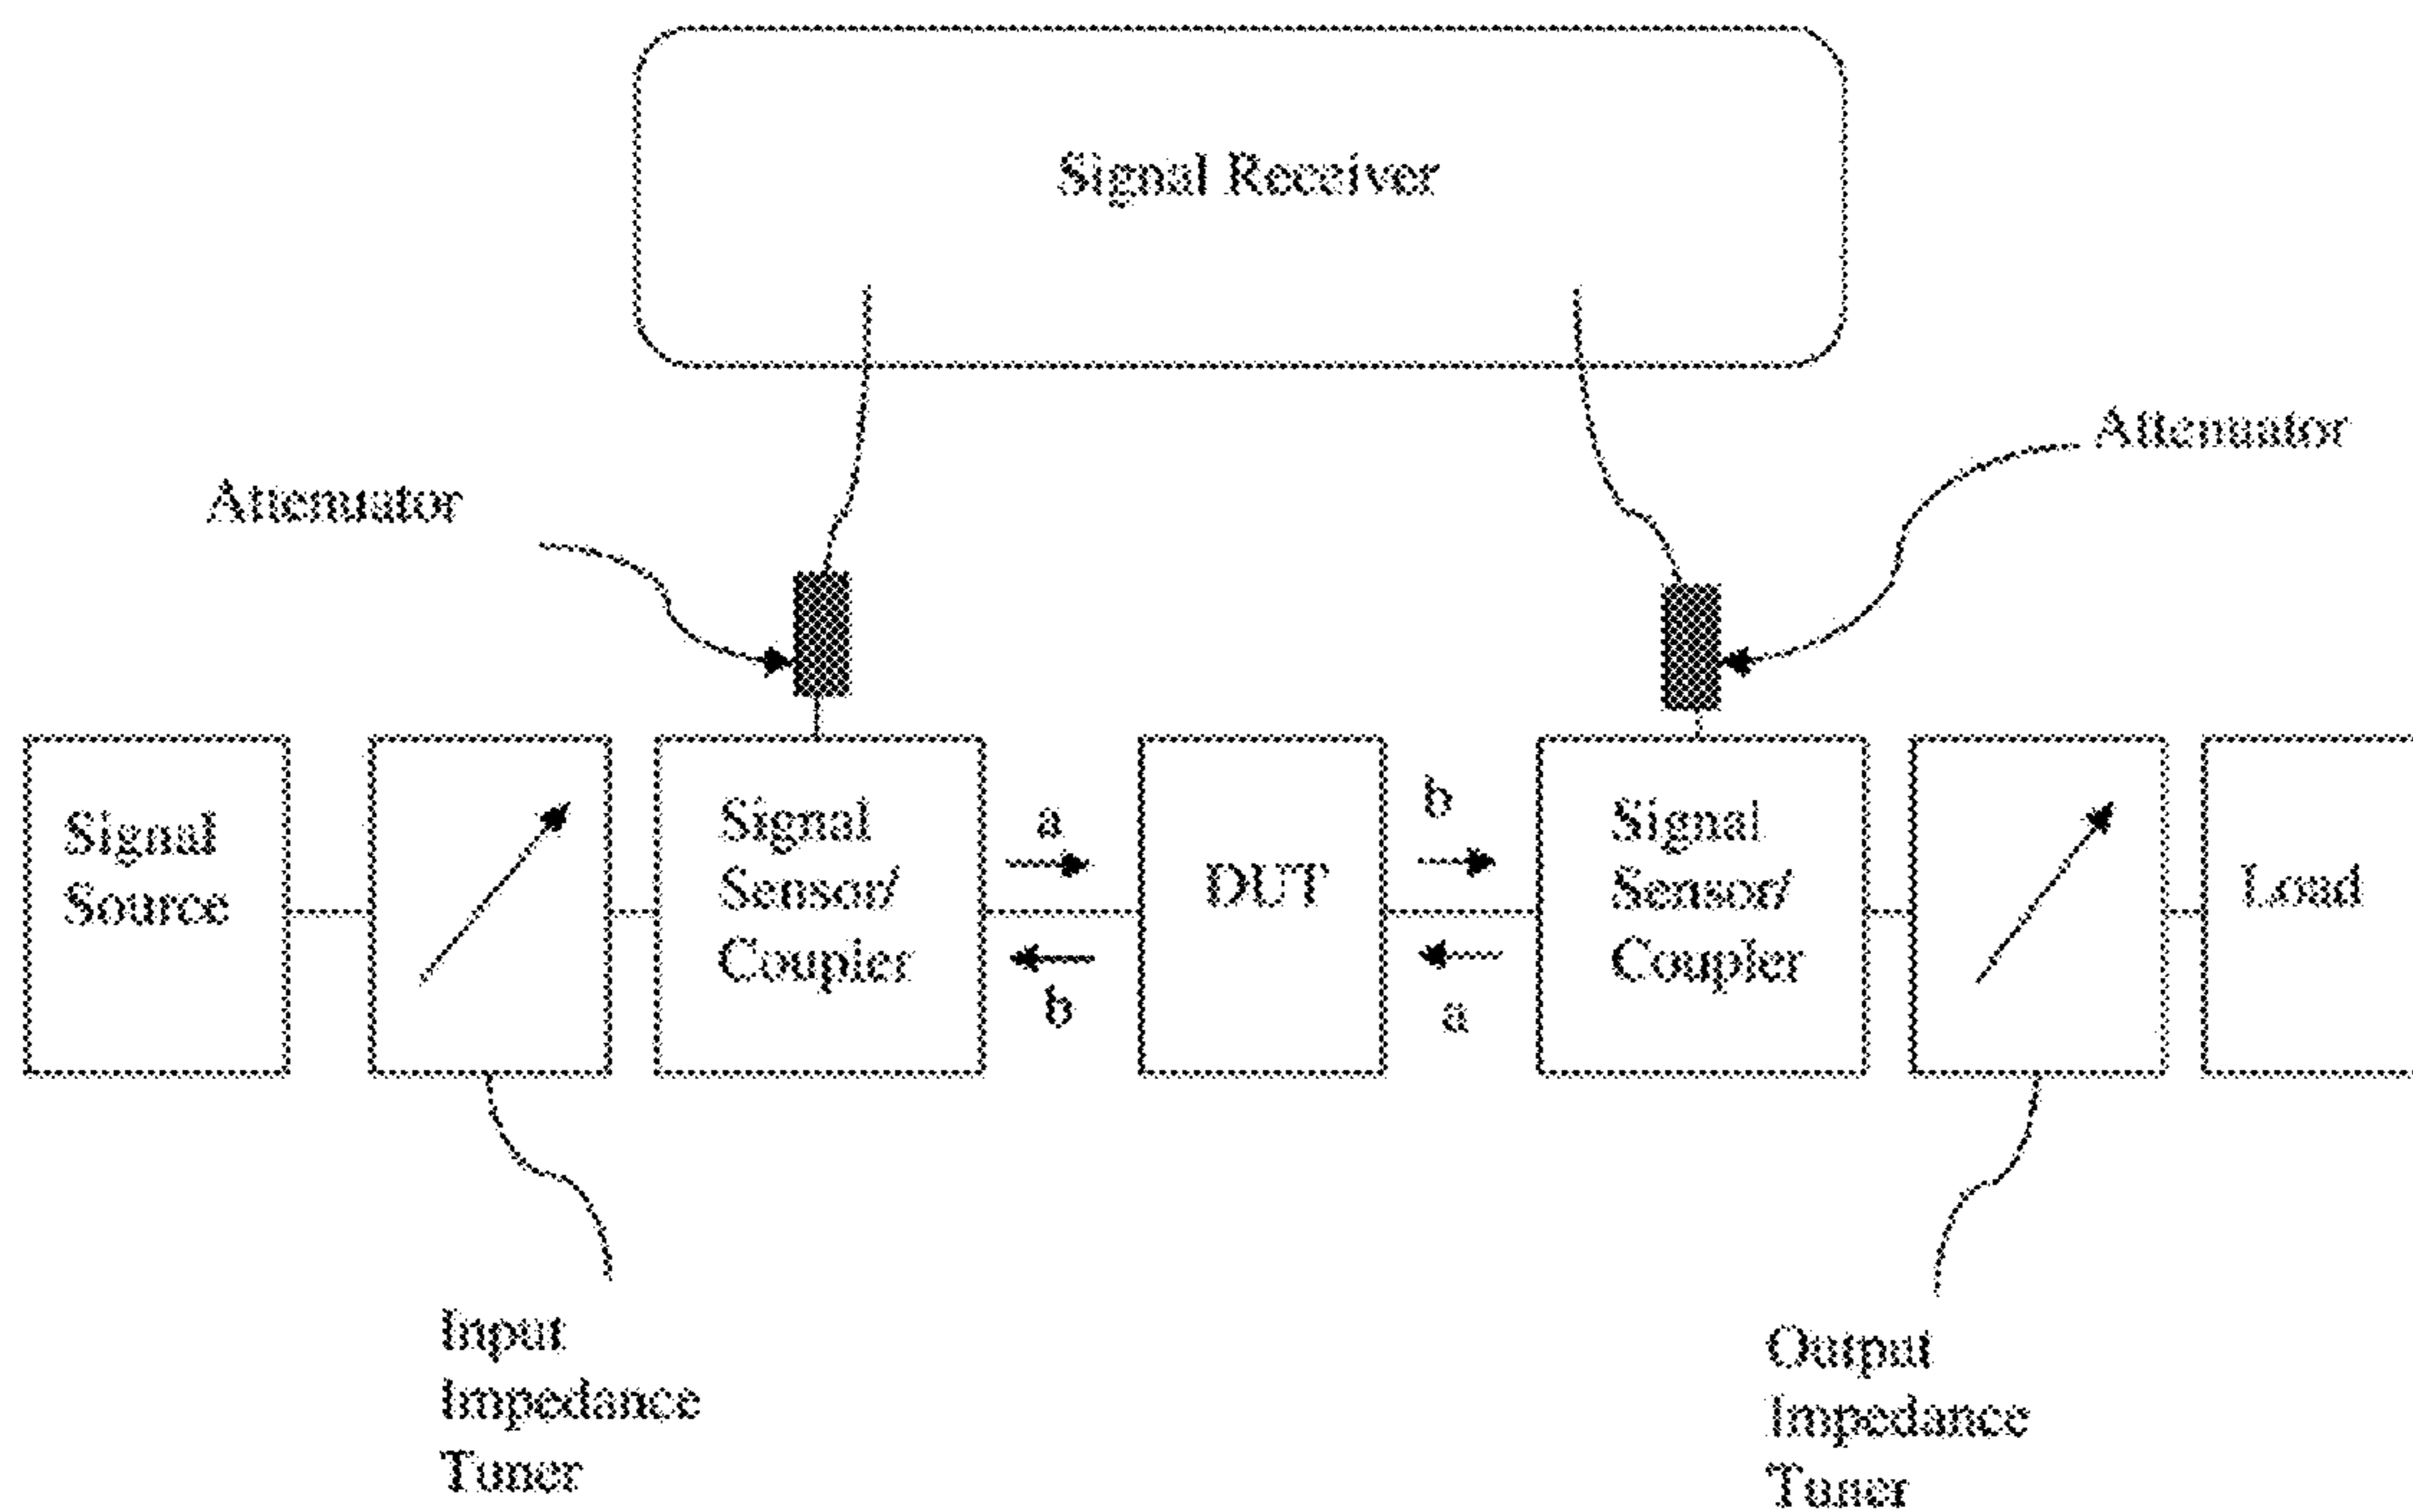 Signal Receiver
Attenuator
Attenuator
Signal
Source
Signal
Sensor/
Coupler
a
b
DUT
b
a
Signal
Sensor/
Coupler
Load
Input
Impedance
Tuner
Output
Impedance
Tuner